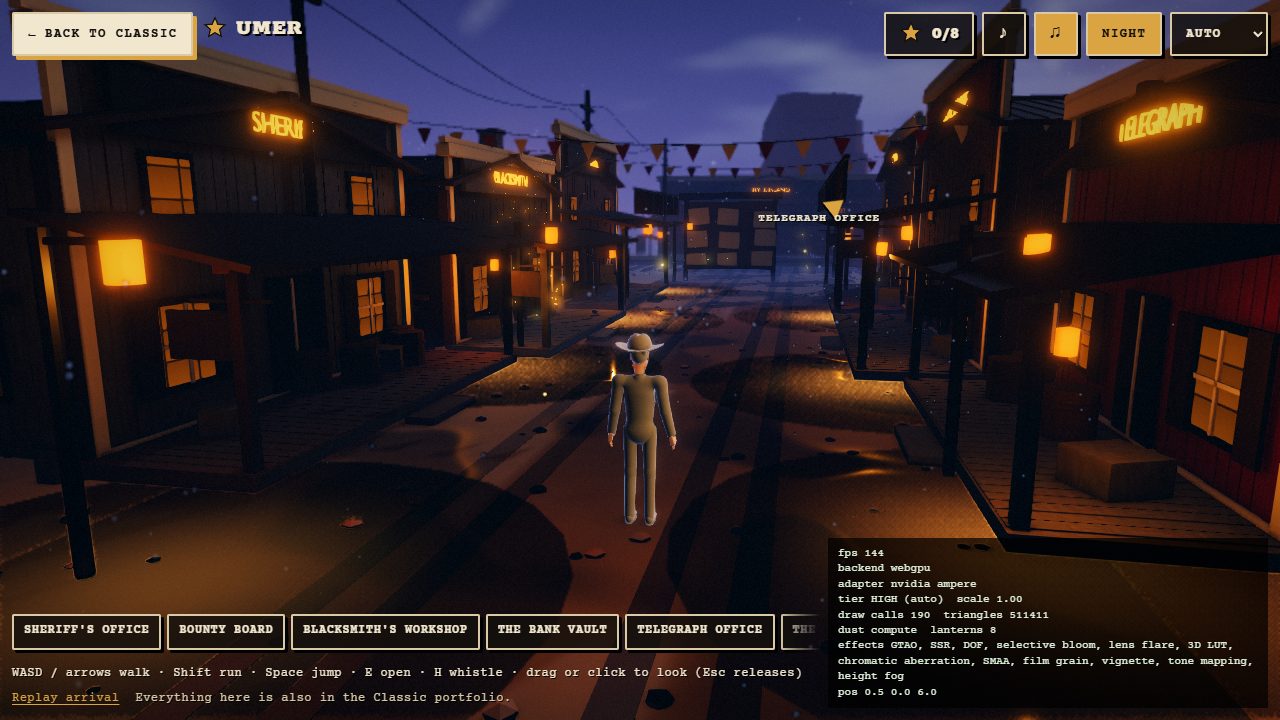 ← BACK TO CLASSIC
UMER
0/8
NIGHT
AUTO
BLACKSMITH
TELEGRAPH OFFICE
SHERIFF'S OFFICE
BOUNTY BOARD
BLACKSMITH'S WORKSHOP
THE BANK VAULT
TELEGRAPH OFFICE
THE
WASD / arrows walk · Shift run · Space jump · E open · H whistle · drag or click to look (Esc releases)
Replay arrival Everything here is also in the Classic portfolio.
fps 144
backend webgpu
adapter nvidia ampere
tier HIGH (auto) scale 1.00
draw calls 190 triangles 511411
dust compute lanterns 8
effects GTAO, SSR, DOF, selective bloom, lens flare, 3D LUT,
chromatic aberration, SMAA, film grain, vignette, tone mapping,
height fog
pos 0.5 0.0 6.0